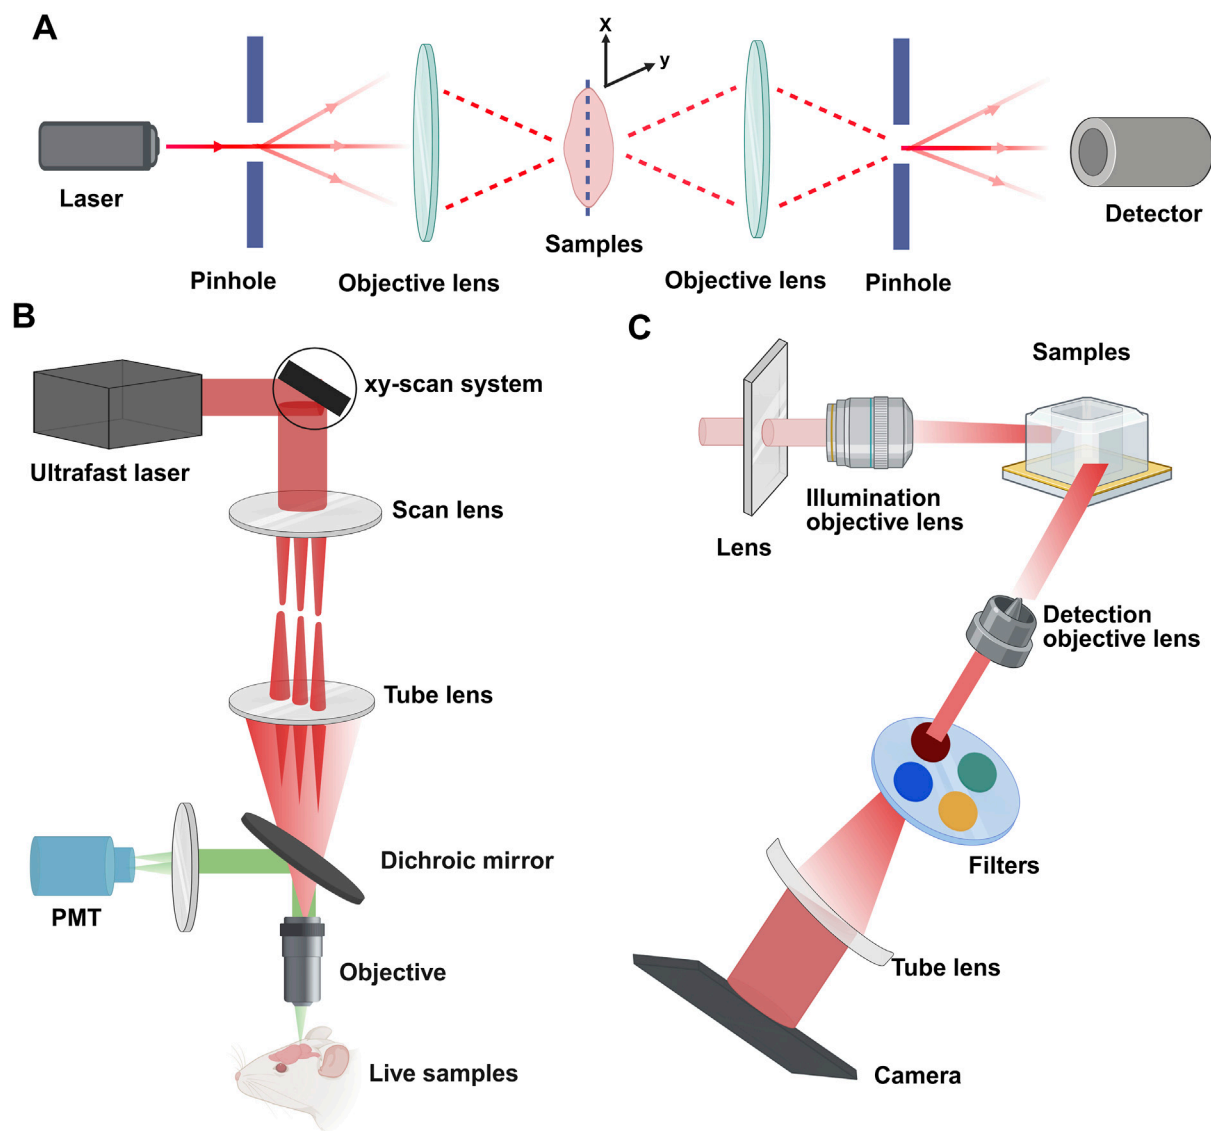 A
X
y
Laser
Samples
Detector
Pinhole
Objective lens
Objective lens
Pinhole
B
xy-scan system
Ultrafast laser
Scan lens
Tube lens
Dichroic mirror
PMT
Objective
Live samples
C
Samples
Illumination
objective lens
Lens
Detection
objective lens
Filters
Tube lens
Camera